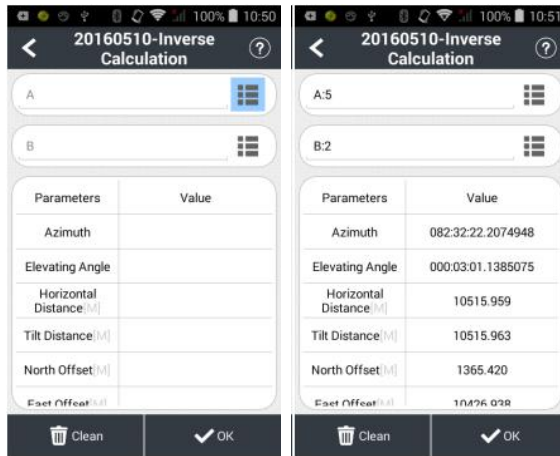 100% 10:50
20160510-Inverse
Calculation
A
B
Parameters Value
Azimuth
Elevating Angle
Horizontal
Distance[M]
Tilt Distance[M]
North Offset[M]
East Offset[M]
Clean OK
100% 10:51
20160510-Inverse
Calculation
A:5
B:2
Parameters Value
Azimuth 082:32:22.2074948
Elevating Angle 000:03:01.1385075
Horizontal
Distance[M] 10515.959
Tilt Distance[M] 10515.963
North Offset[M] 1365.420
East Offset[M] 10426.938
Clean OK